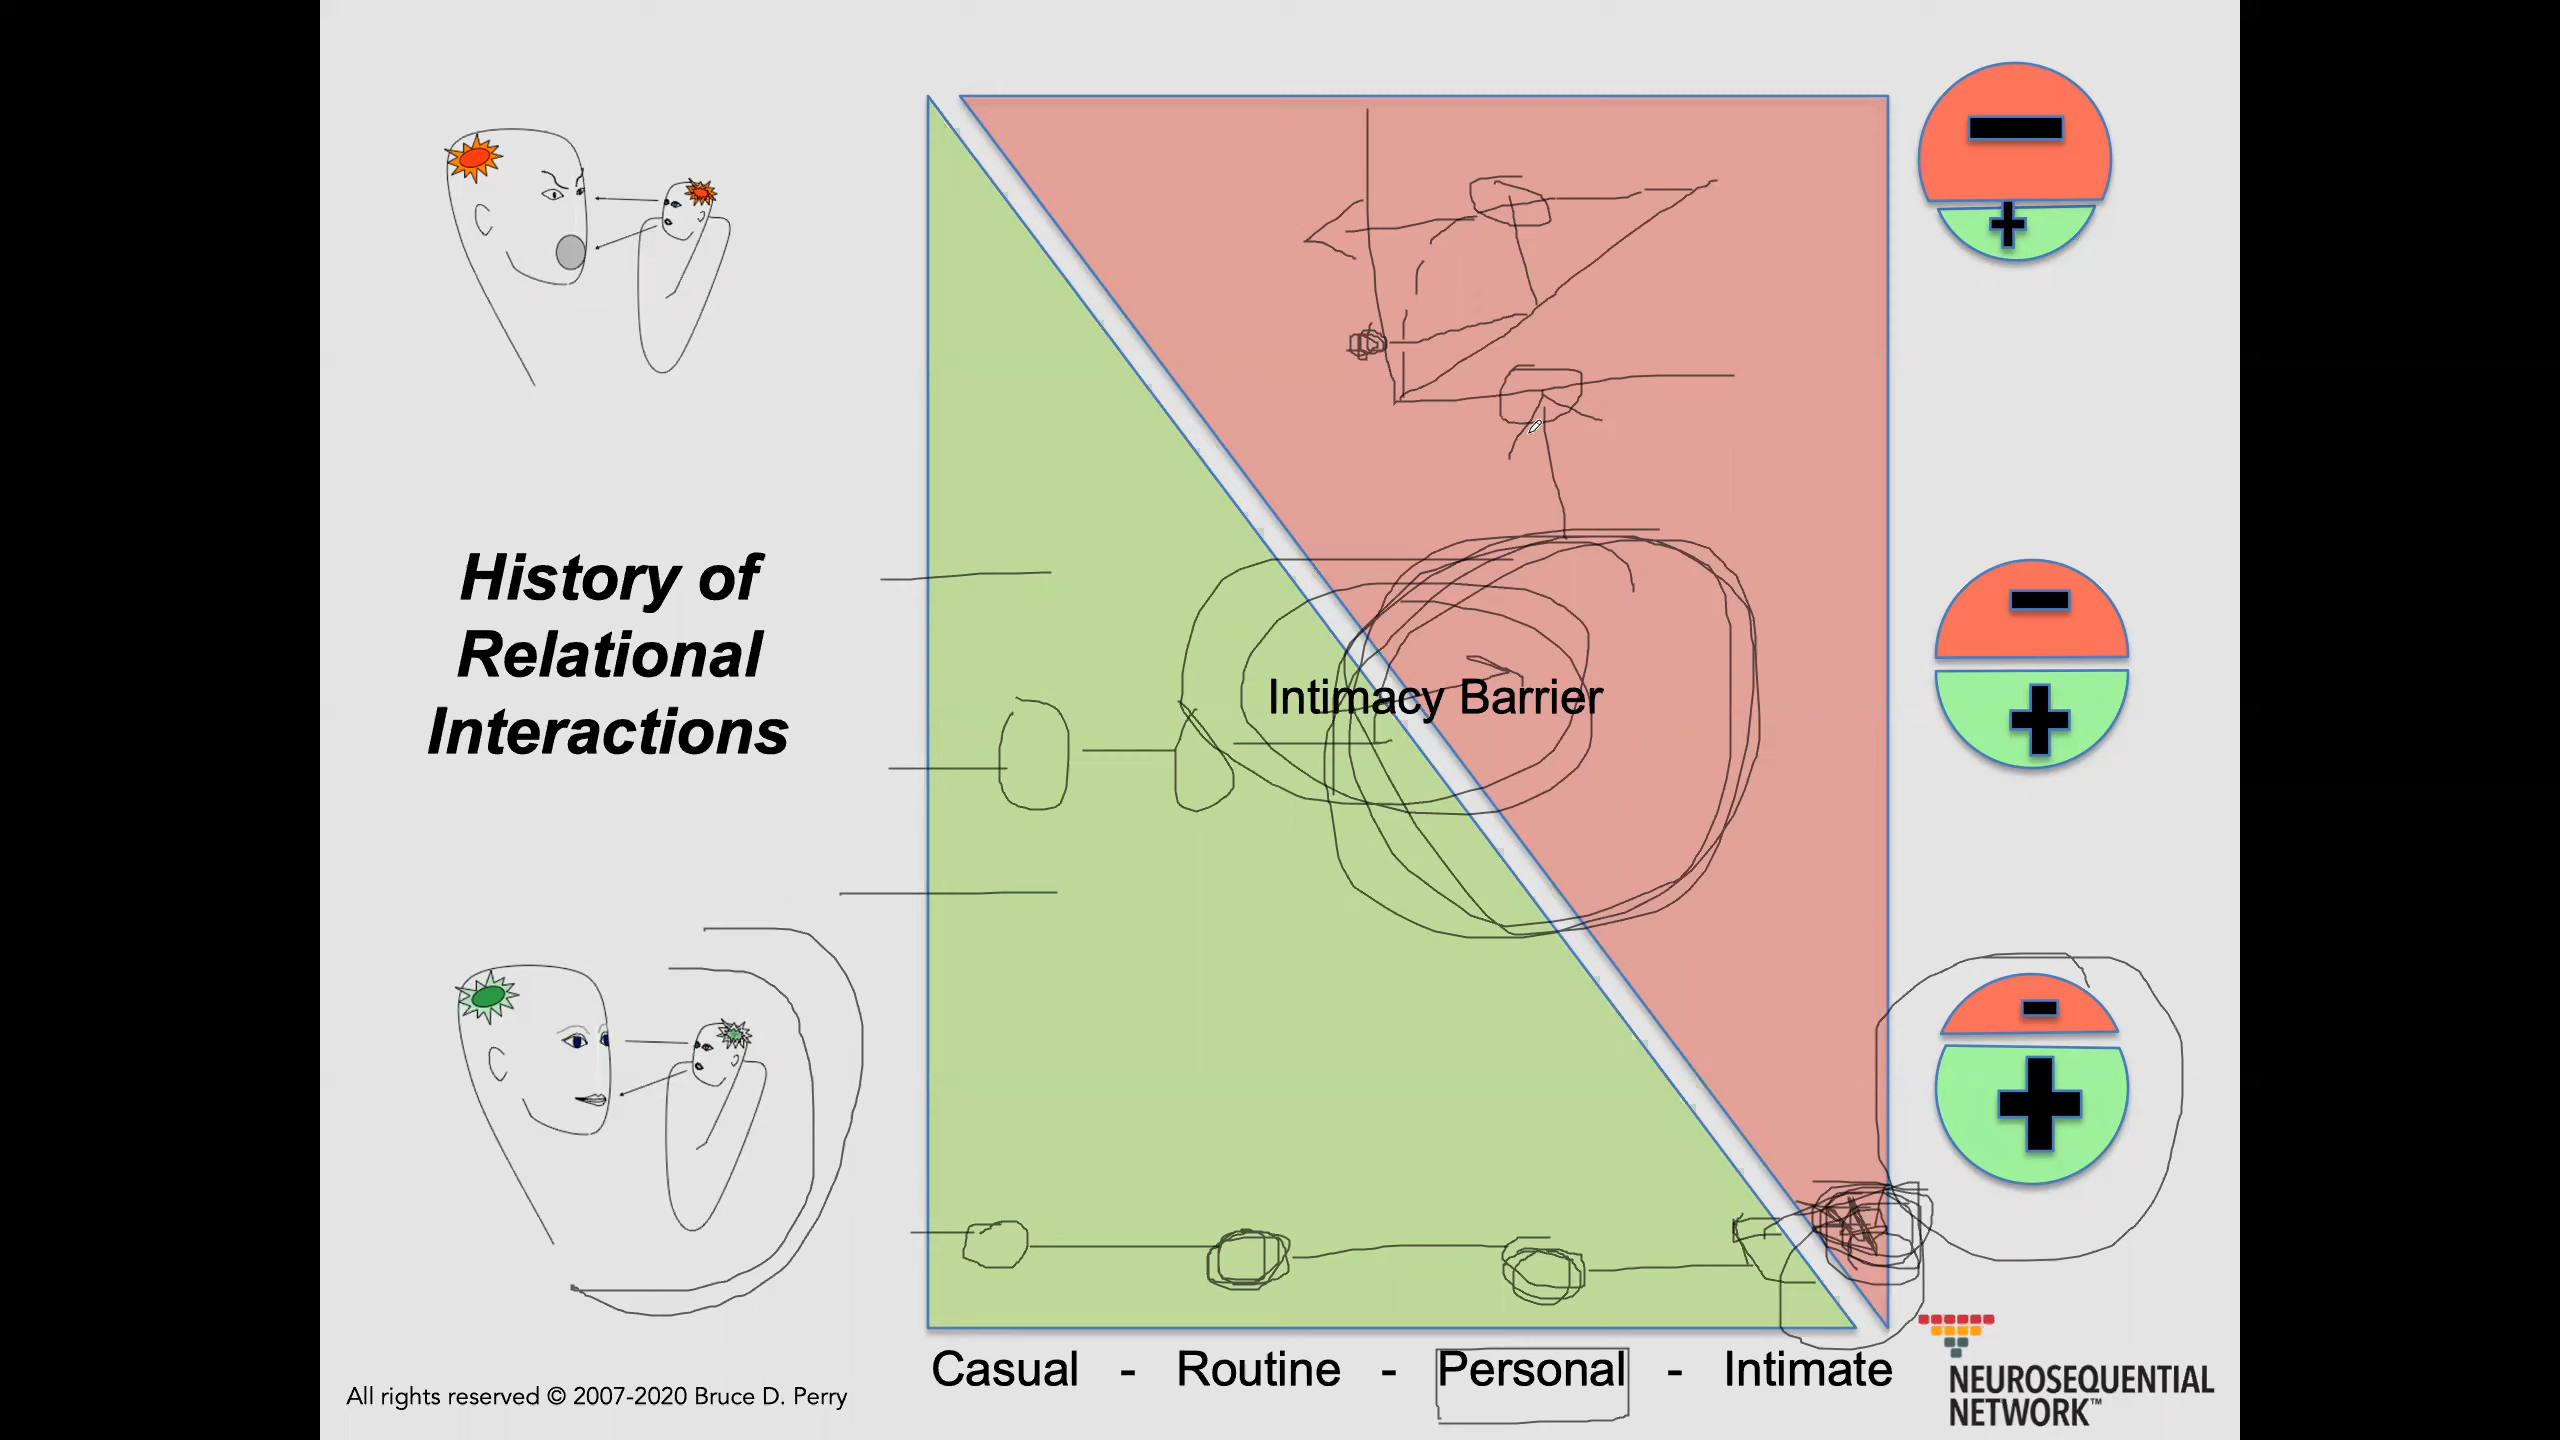 History of
Relational
Interactions
Intimacy Barrier
Casual - Routine - Personal - Intimate
All rights reserved © 2007-2020 Bruce D. Perry
NEUROSEQUENTIAL
NETWORK™